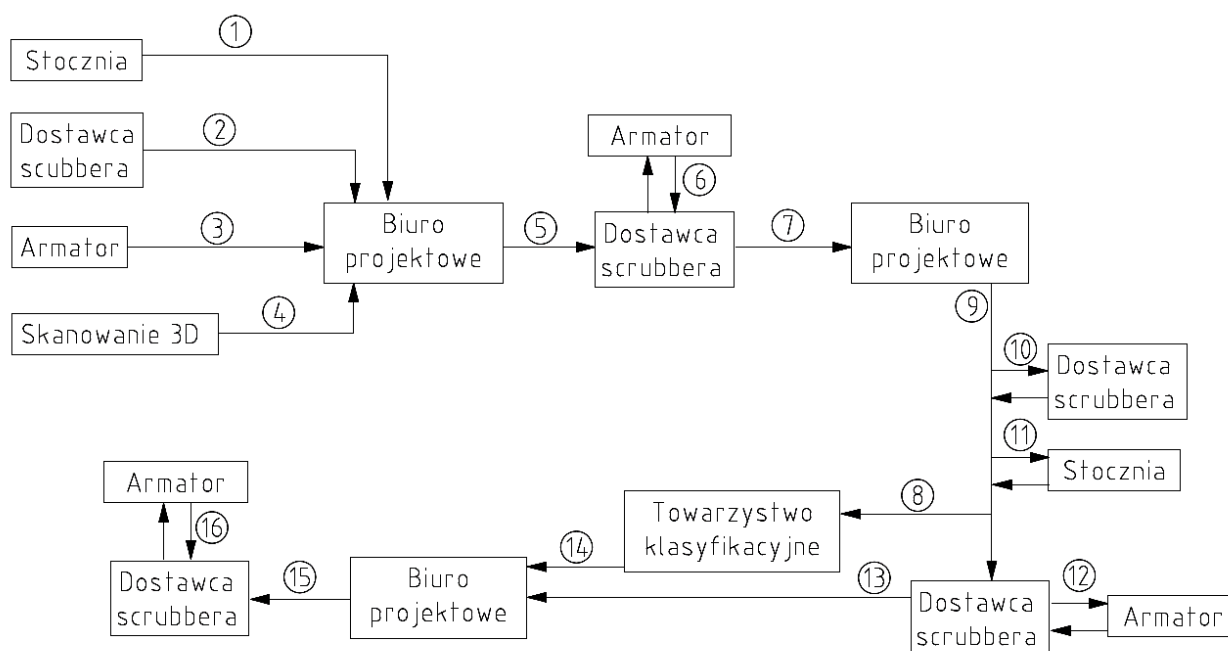 1
Stocznia
2
Dostawca
scubbera
3
Armator
4
Skanowanie 3D
Biuro
projektowe
5
Armator
6
Dostawca
scrubbera
7
Biuro
projektowe
9
10
Dostawca
scrubbera
11
Stocznia
8
Towarzystwo
klasyfikacyjne
12
Armator
Dostawca
scrubbera
13
14
Biuro
projektowe
15
Armator
16
Dostawca
scrubbera